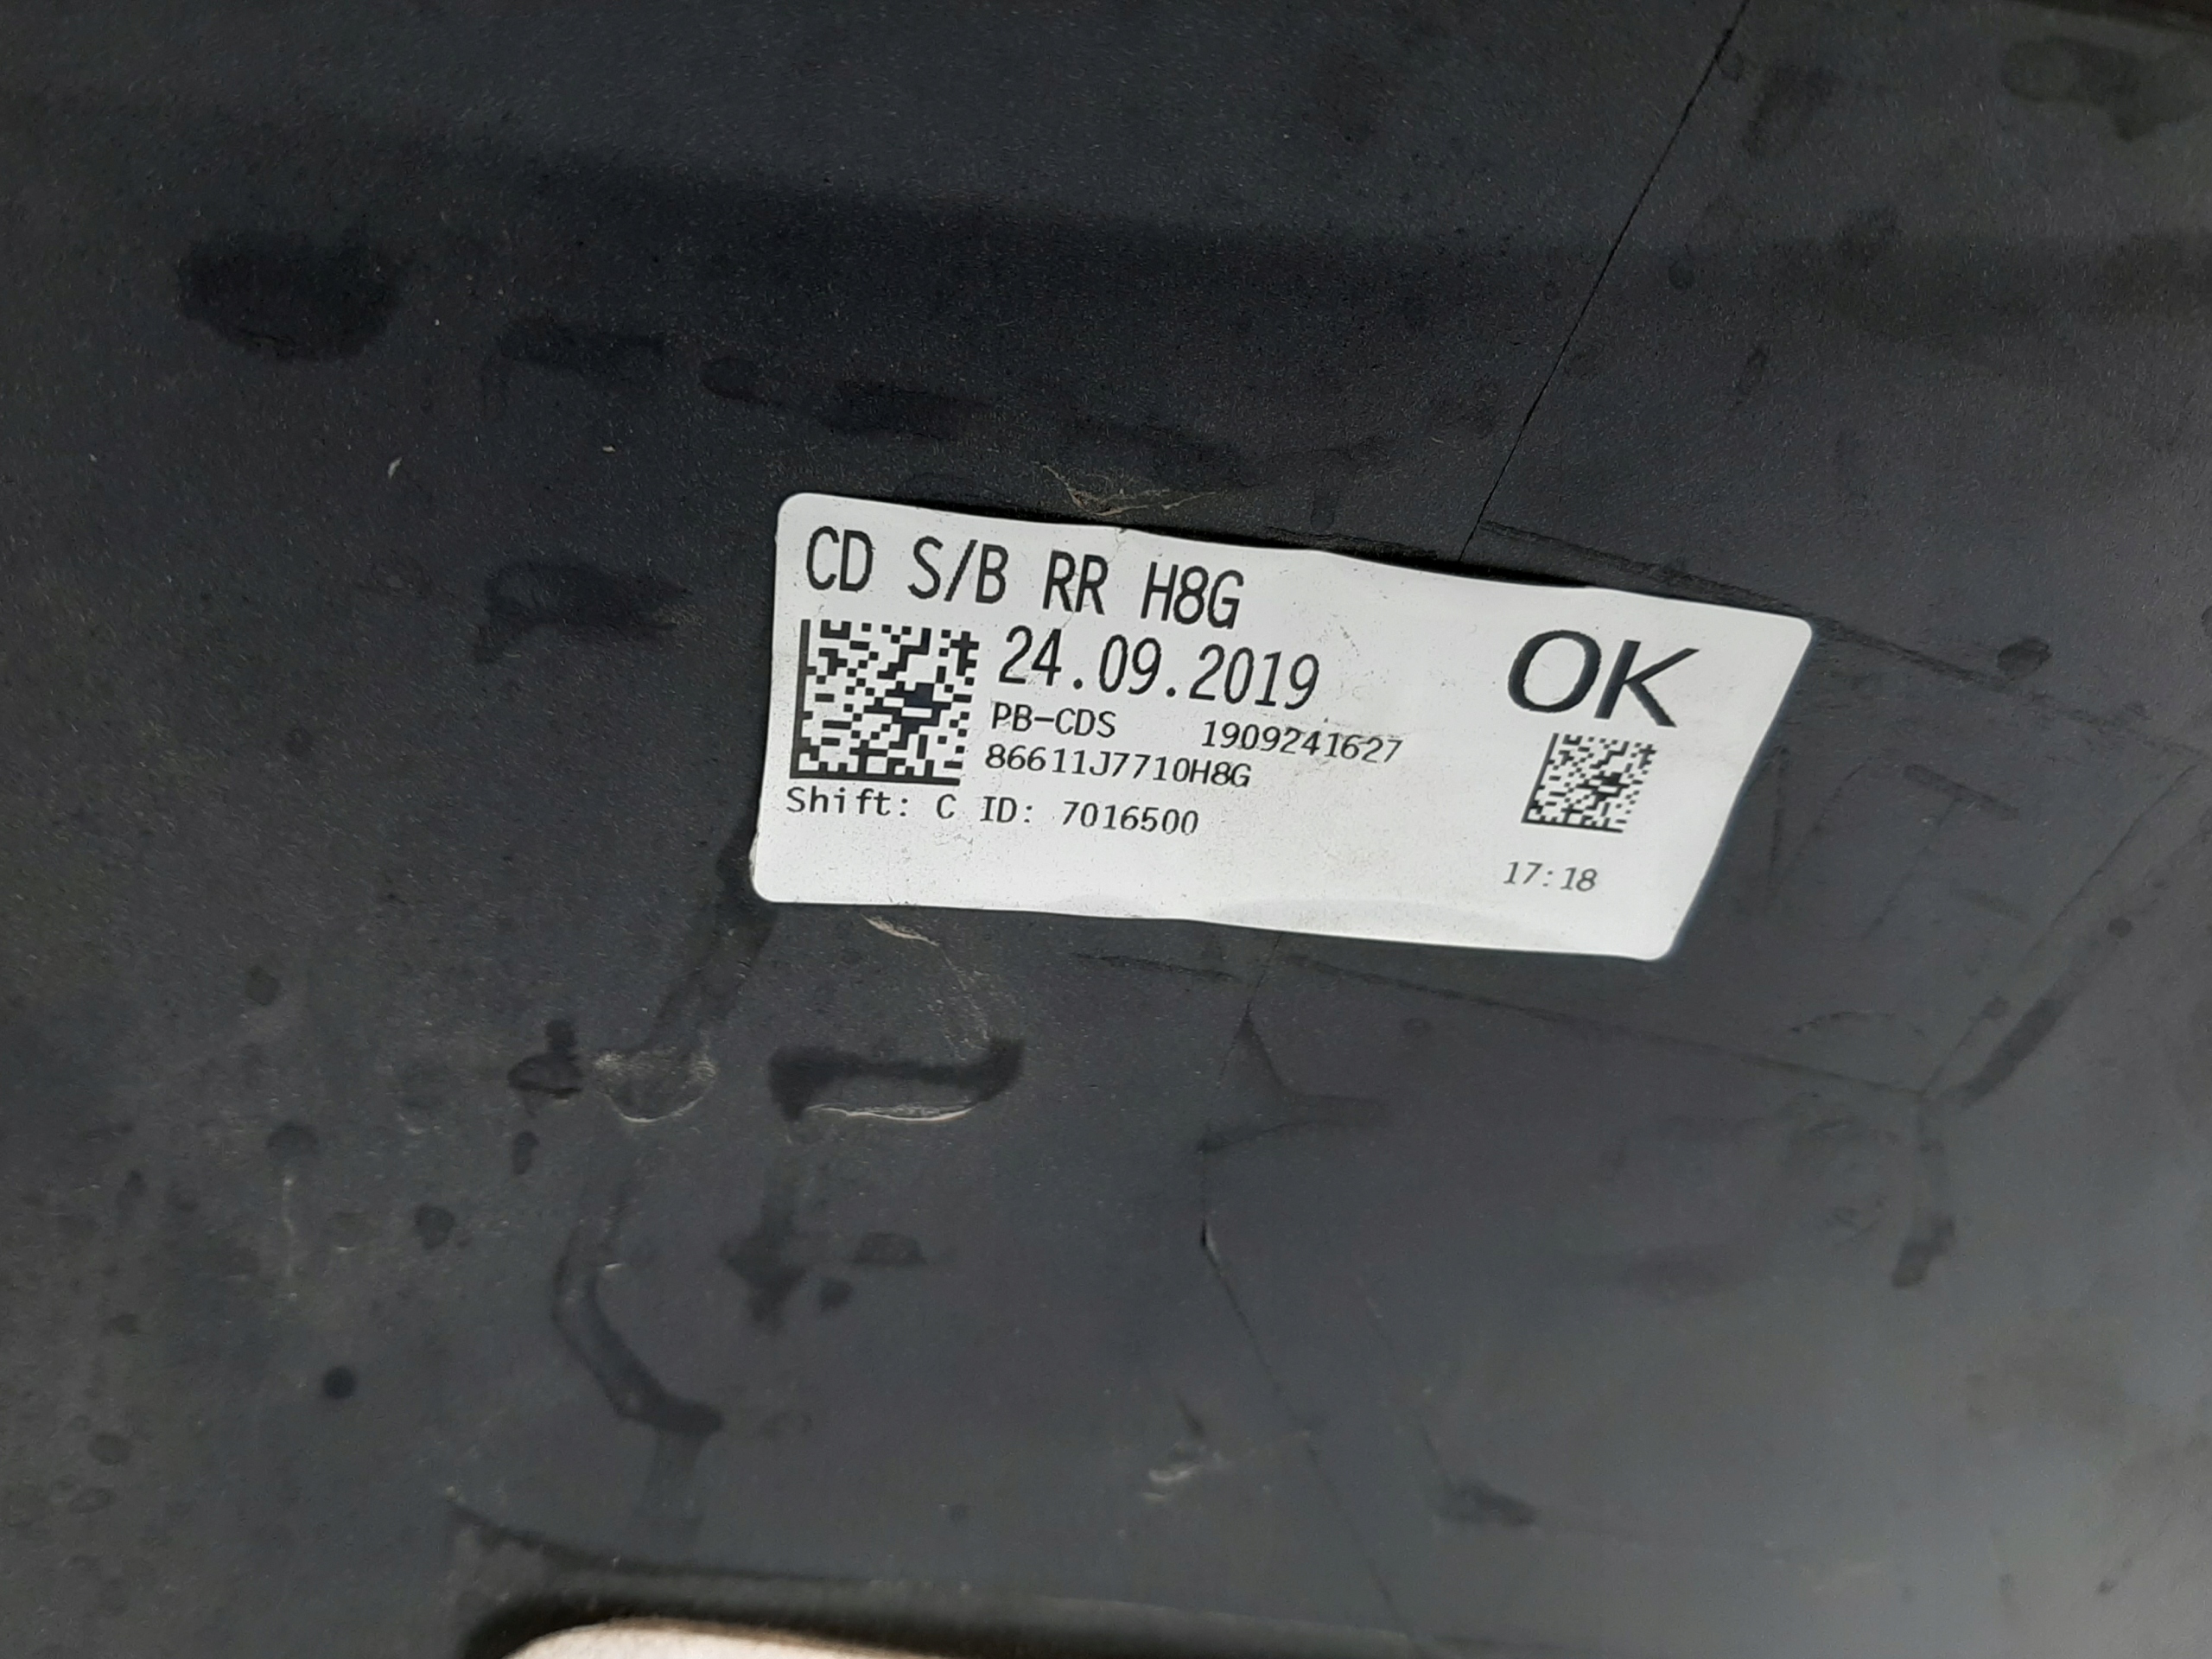 CD S/B RR H8G
24.09.2019
OK
PB-CDS 1909241627
86611J7710H8G
Shift: C ID: 7016500
17:18